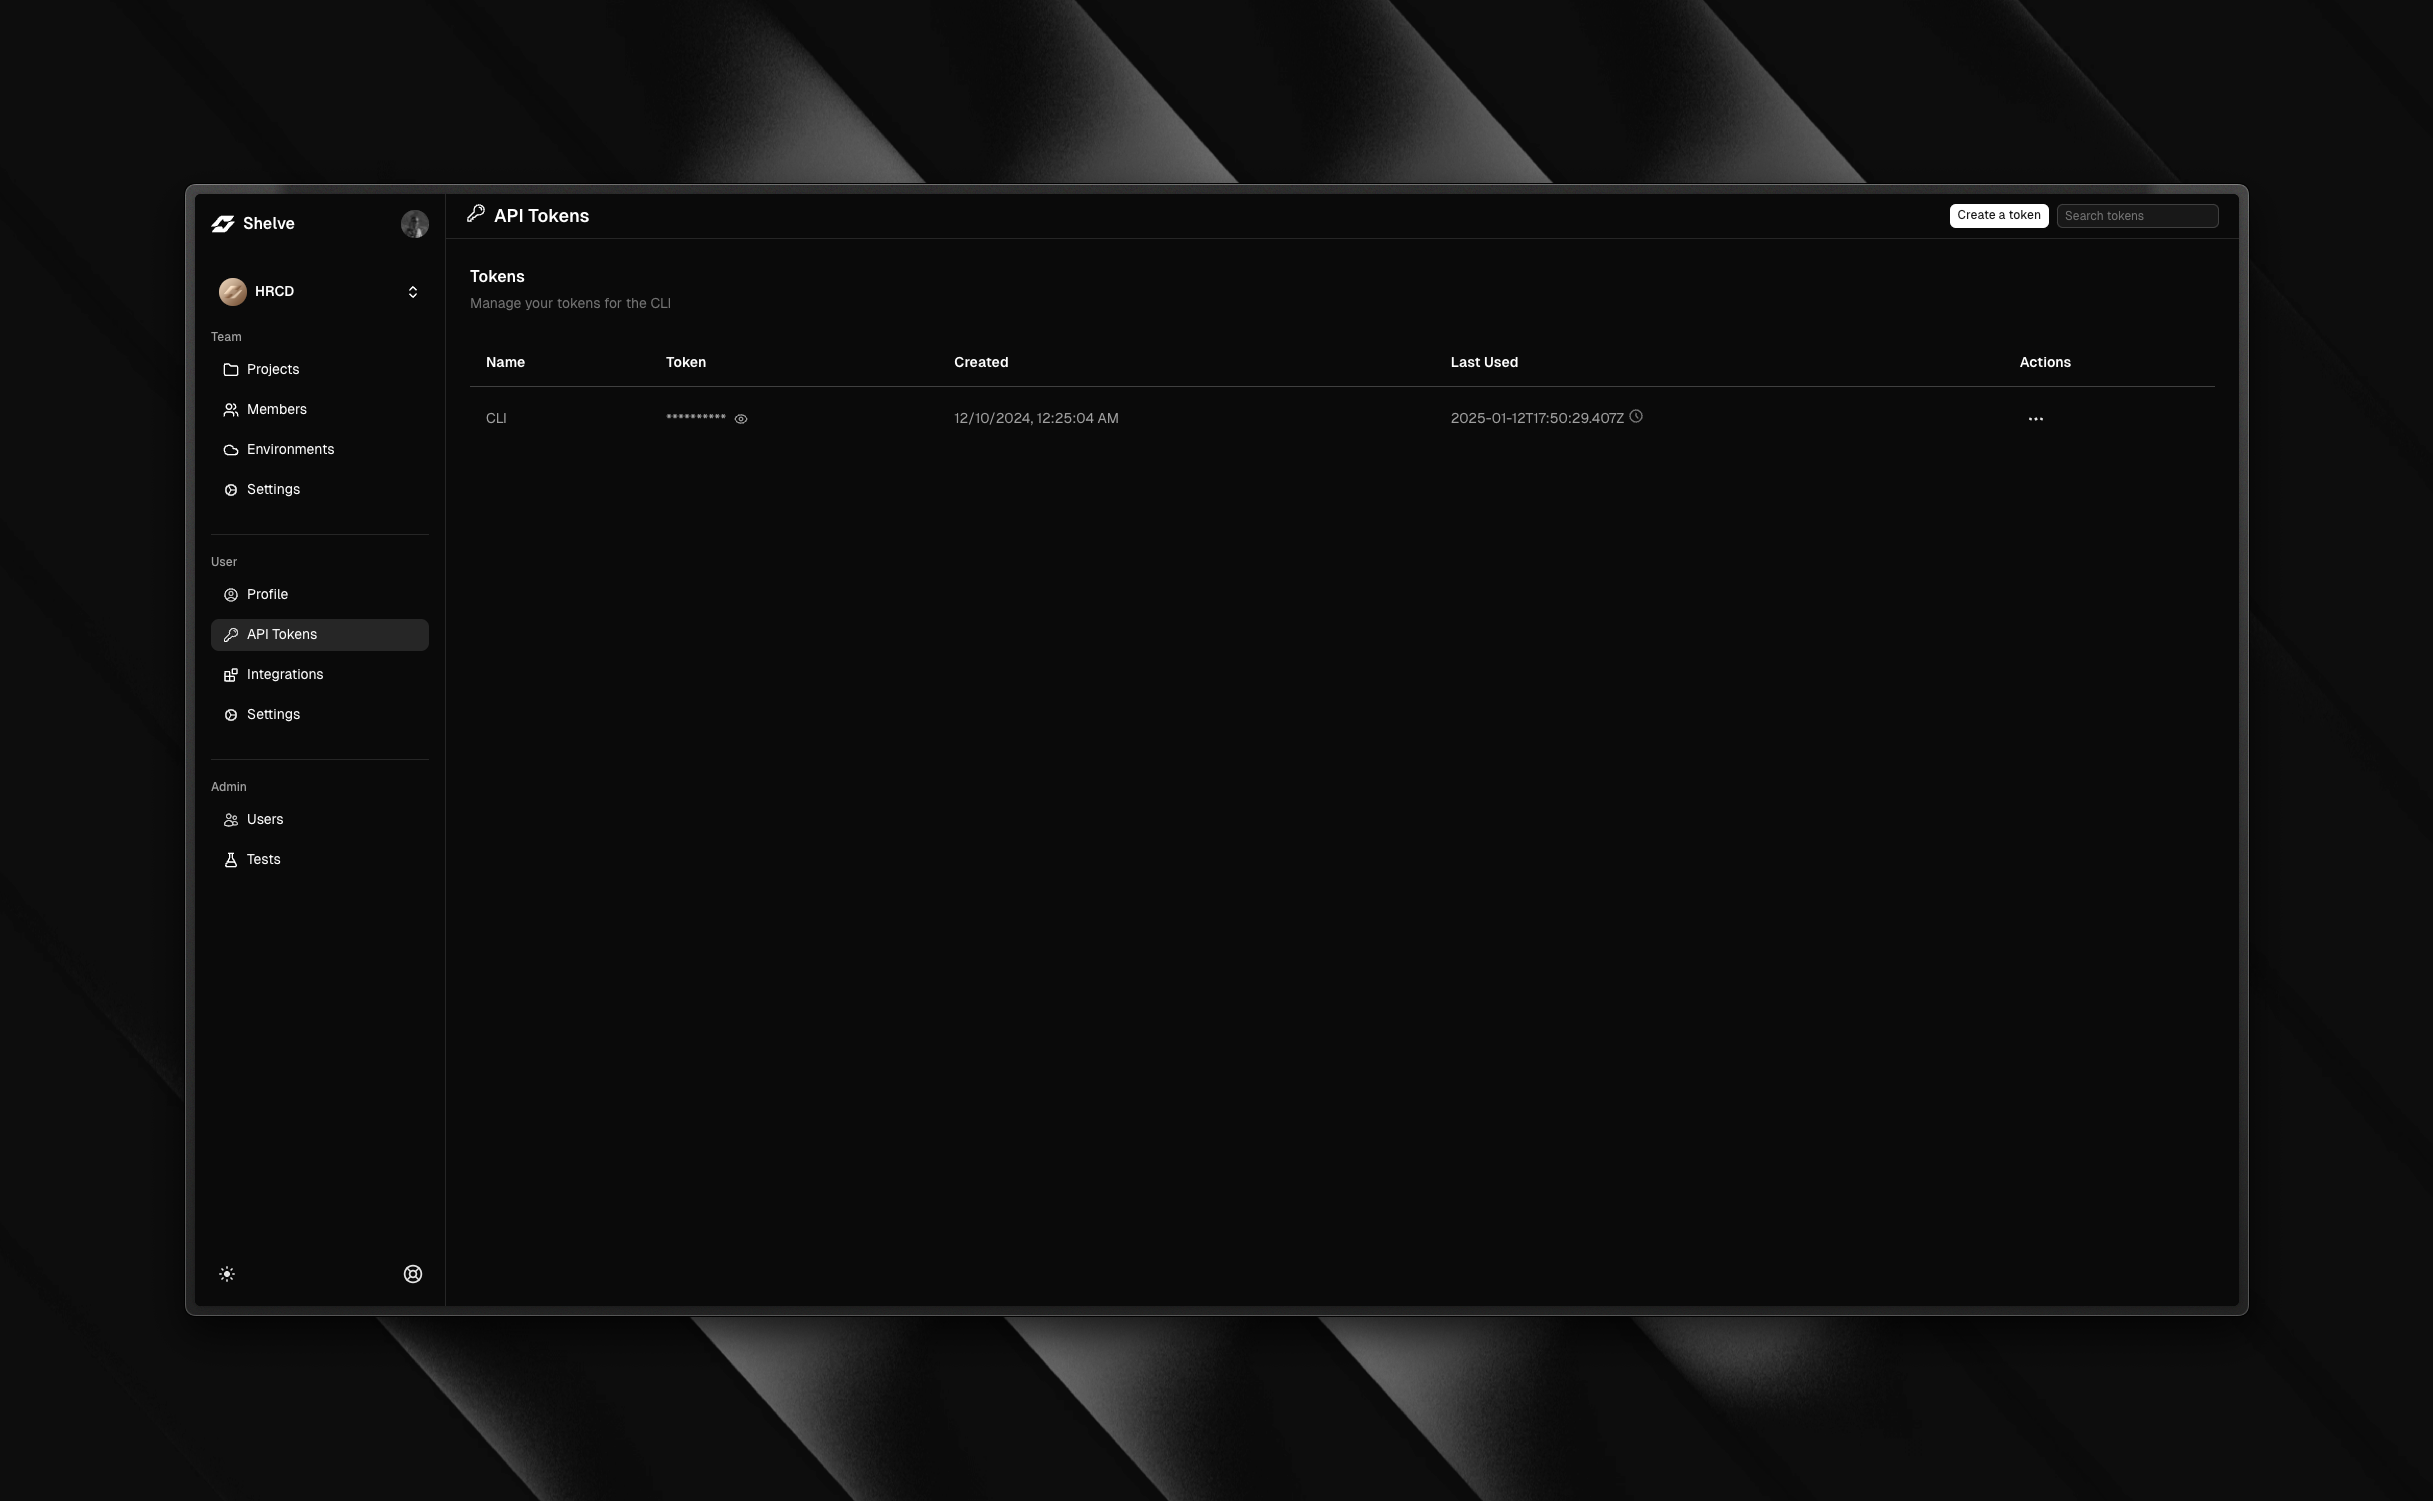 Shelve
HRCD
Team
Projects
Members
Environments
Settings
User
Profile
API Tokens
Integrations
Settings
Admin
Users
Tests
API Tokens
Create a token
Search tokens
Tokens
Manage your tokens for the CLI
Name Token Created Last Used Actions
CLI ********** 12/10/2024, 12:25:04 AM 2025-01-12T17:50:29.407Z